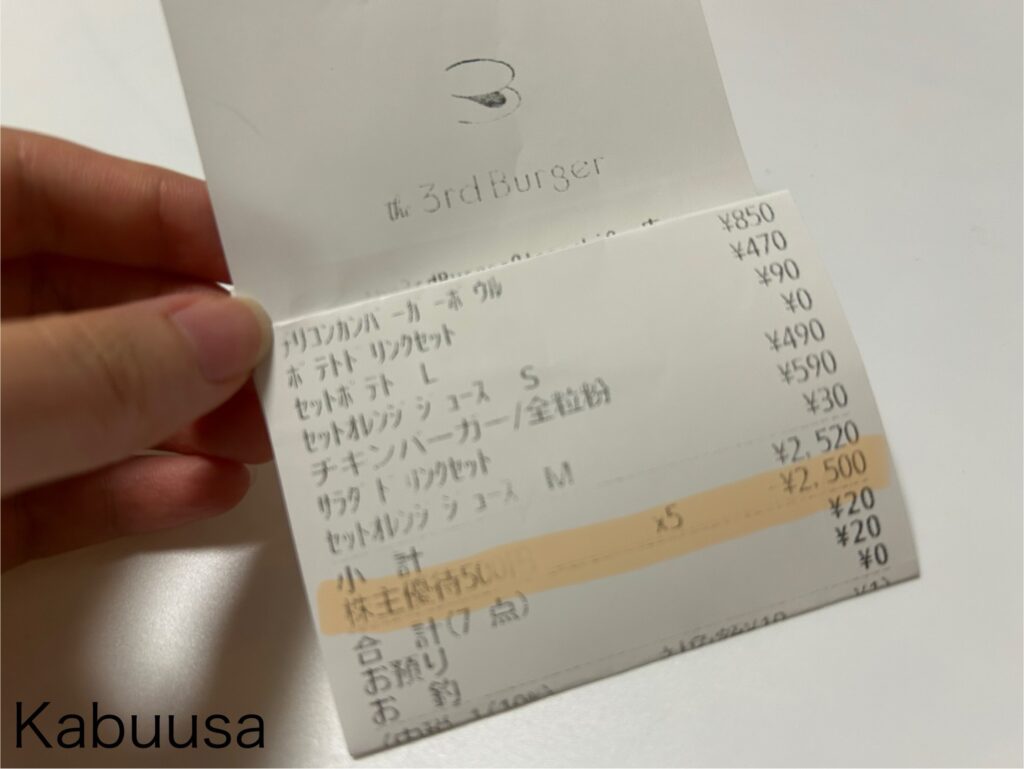 the 3rd Burger
テリコンカンバーガーボウル ¥850
ポテトドリンクセット ¥470
セットポテト L ¥90
セットオレンジジュース S ¥0
チキンバーガー/全粒粉 ¥490
サラダドリンクセット ¥590
セットオレンジジュース M ¥30
小 計 ¥2,520
株主優待500円 x5 -¥2,500
合 計(7 点) ¥20
お預り ¥20
お 釣 ¥0
Kabuusa